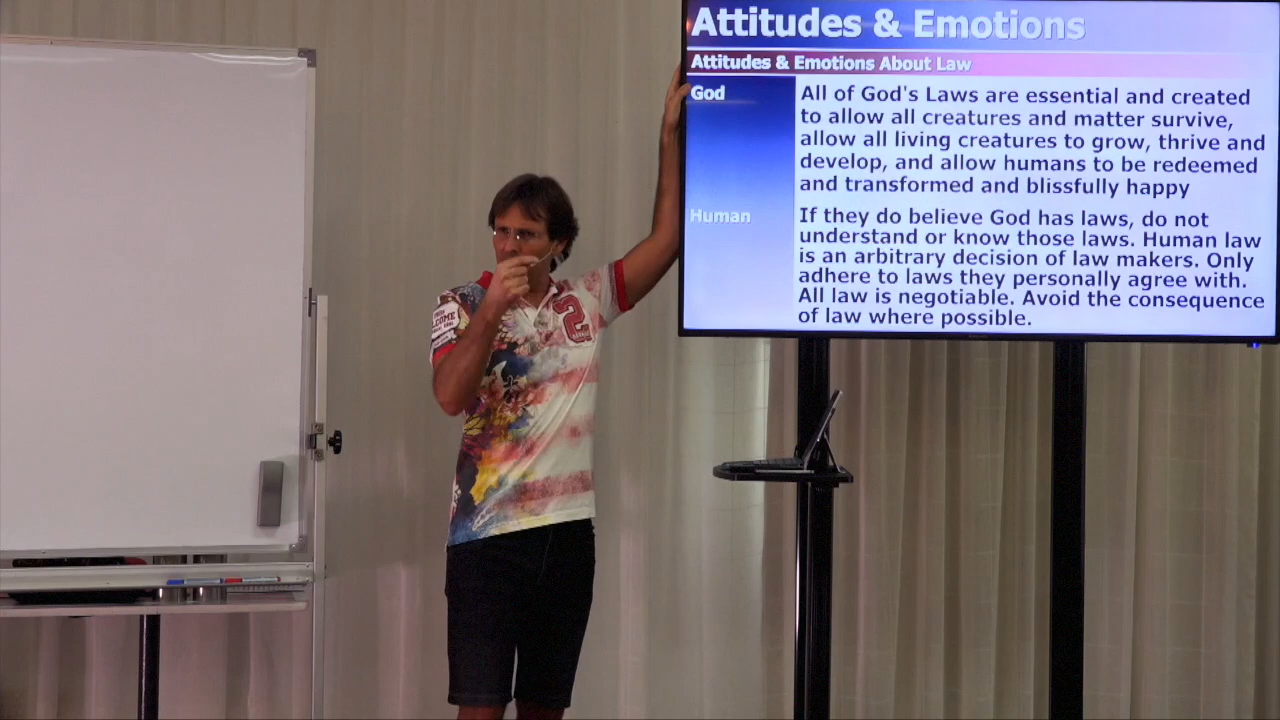 Attitudes & Emotions
Attitudes & Emotions About Law
God
All of God's Laws are essential and created
to allow all creatures and matter survive,
allow all living creatures to grow, thrive and
develop, and allow humans to be redeemed
and transformed and blissfully happy
Human
If they do believe God has laws, do not
understand or know those laws. Human law
is an arbitrary decision of law makers. Only
adhere to laws they personally agree with.
All law is negotiable. Avoid the consequence
of law where possible.
2